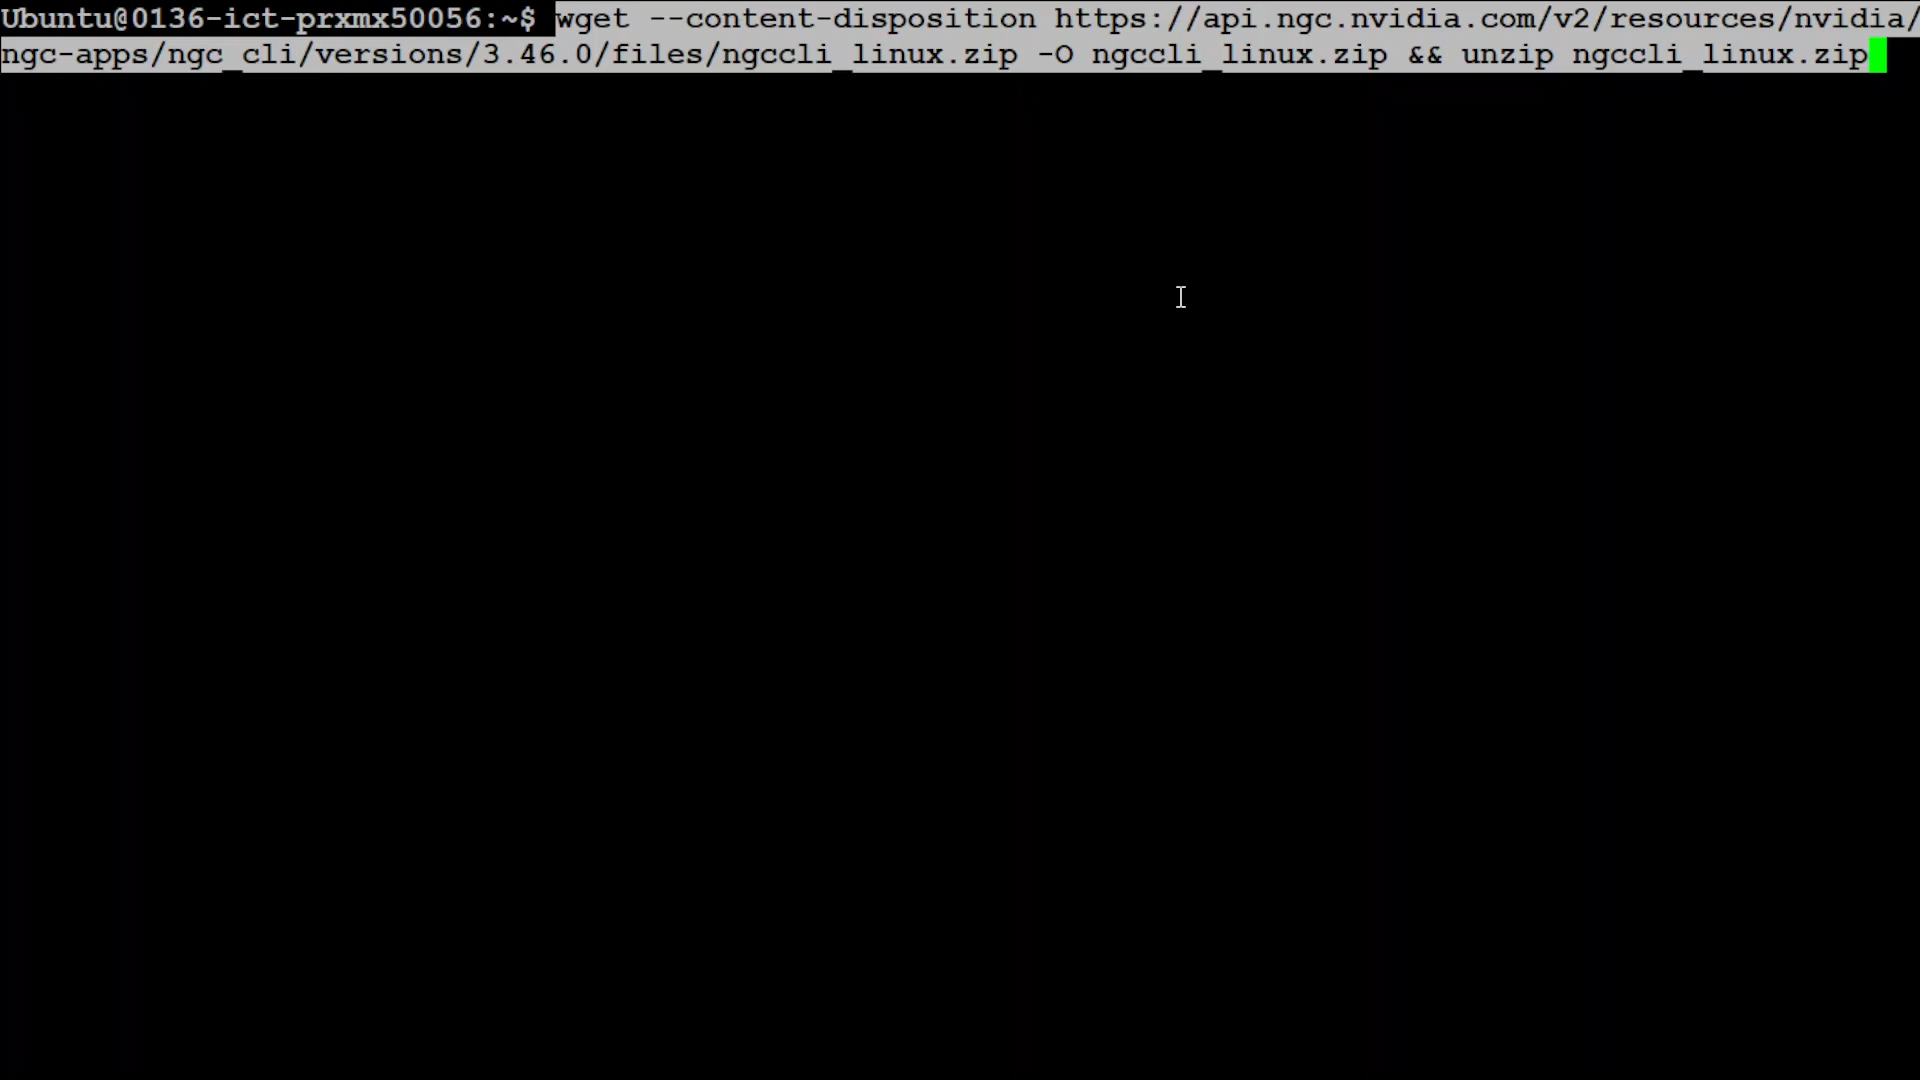 Ubuntu@0136-ict-prxmx50056:~$ wget --content-disposition https://api.ngc.nvidia.com/v2/resources/nvidia/
ngc-apps/ngc_cli/versions/3.46.0/files/ngccli_linux.zip -O ngccli_linux.zip && unzip ngccli_linux.zip